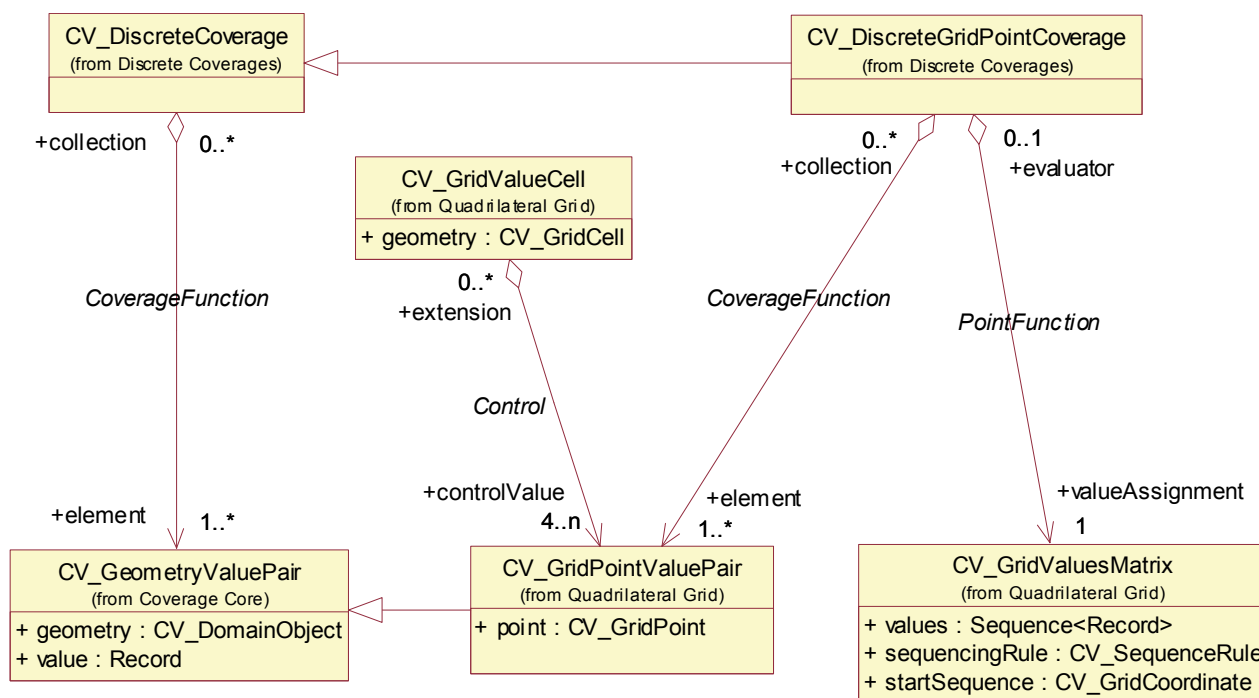 CV_DiscreteCoverage
(from Discrete Coverages)
CV_DiscreteGridPointCoverage
(from Discrete Coverages)
+collection
0..*
0..*
+collection
0..1
+evaluator
CV_GridValueCell
(from Quadrilateral Grid)
+ geometry : CV_GridCell
0..*
+extension
CoverageFunction
CoverageFunction
PointFunction
Control
+controlValue
4..n
+element
1..*
+valueAssignment
1
+element
1..*
CV_GeometryValuePair
(from Coverage Core)
+ geometry : CV_DomainObject
+ value : Record
CV_GridPointValuePair
(from Quadrilateral Grid)
+ point : CV_GridPoint
CV_GridValuesMatrix
(from Quadrilateral Grid)
+ values : Sequence<Record>
+ sequencingRule : CV_SequenceRule
+ startSequence : CV_GridCoordinate